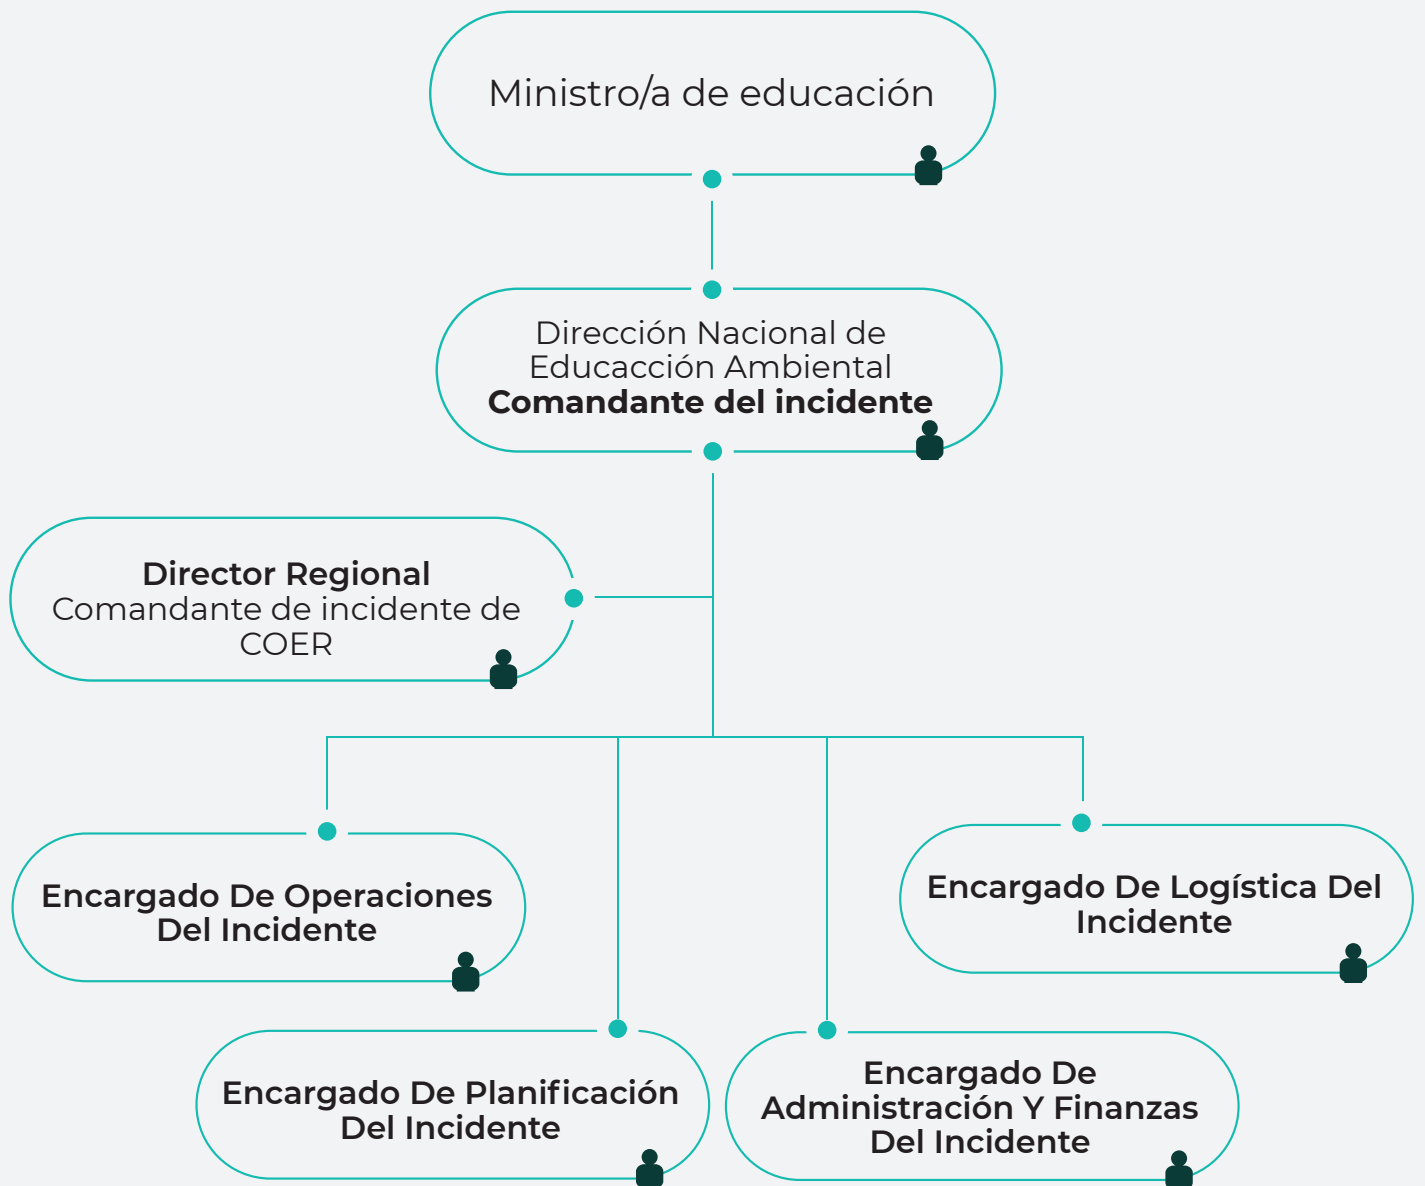 Ministro/a de educación
Dirección Nacional de
Educacción Ambiental
Comandante del incidente
Director Regional
Comandante de incidente de
COER
Encargado De Operaciones
Del Incidente
Encargado De Logística Del
Incidente
Encargado De Planificación
Del Incidente
Encargado De
Administración Y Finanzas
Del Incidente